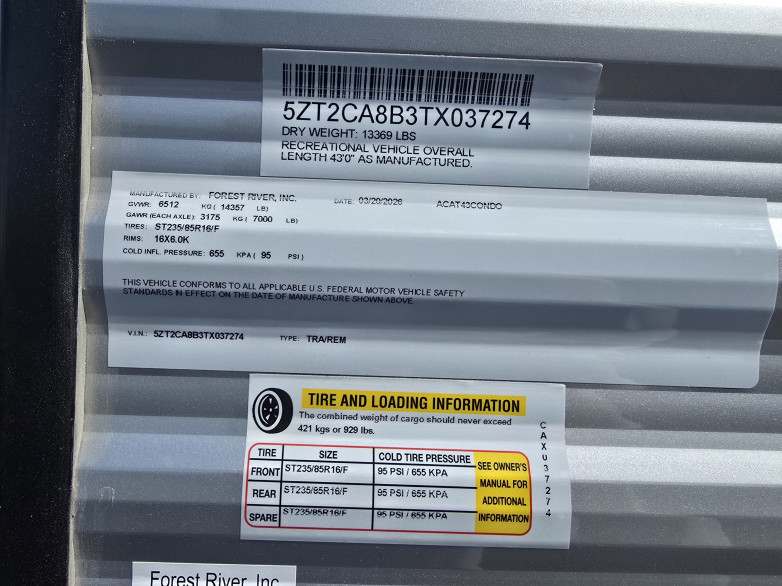 5ZT2CA8B3TX037274
DRY WEIGHT: 13369 LBS
RECREATIONAL VEHICLE OVERALL
LENGTH 43'0" AS MANUFACTURED.
MANUFACTURED BY: FOREST RIVER, INC. DATE: 03/20/2026 ACAT43CONDO
GVWR: 6512 KG ( 14357 LB)
GAWR (EACH AXLE): 3175 KG ( 7000 LB)
TIRES: ST235/85R16/F
RIMS: 16X6.0K
COLD INFL. PRESSURE: 655 KPA ( 95 PSI )
THIS VEHICLE CONFORMS TO ALL APPLICABLE U.S. FEDERAL MOTOR VEHICLE SAFETY
STANDARDS IN EFFECT ON THE DATE OF MANUFACTURE SHOWN ABOVE.
V.I.N.: 5ZT2CA8B3TX037274 TYPE: TRA/REM
TIRE AND LOADING INFORMATION
The combined weight of cargo should never exceed
421 kgs or 929 lbs.
TIRE SIZE COLD TIRE PRESSURE
FRONT ST235/85R16/F 95 PSI / 655 KPA
REAR ST235/85R16/F 95 PSI / 655 KPA
SPARE ST235/85R16/F 95 PSI / 655 KPA
SEE OWNER'S
MANUAL FOR
ADDITIONAL
INFORMATION
CAX037274
Forest River, Inc.